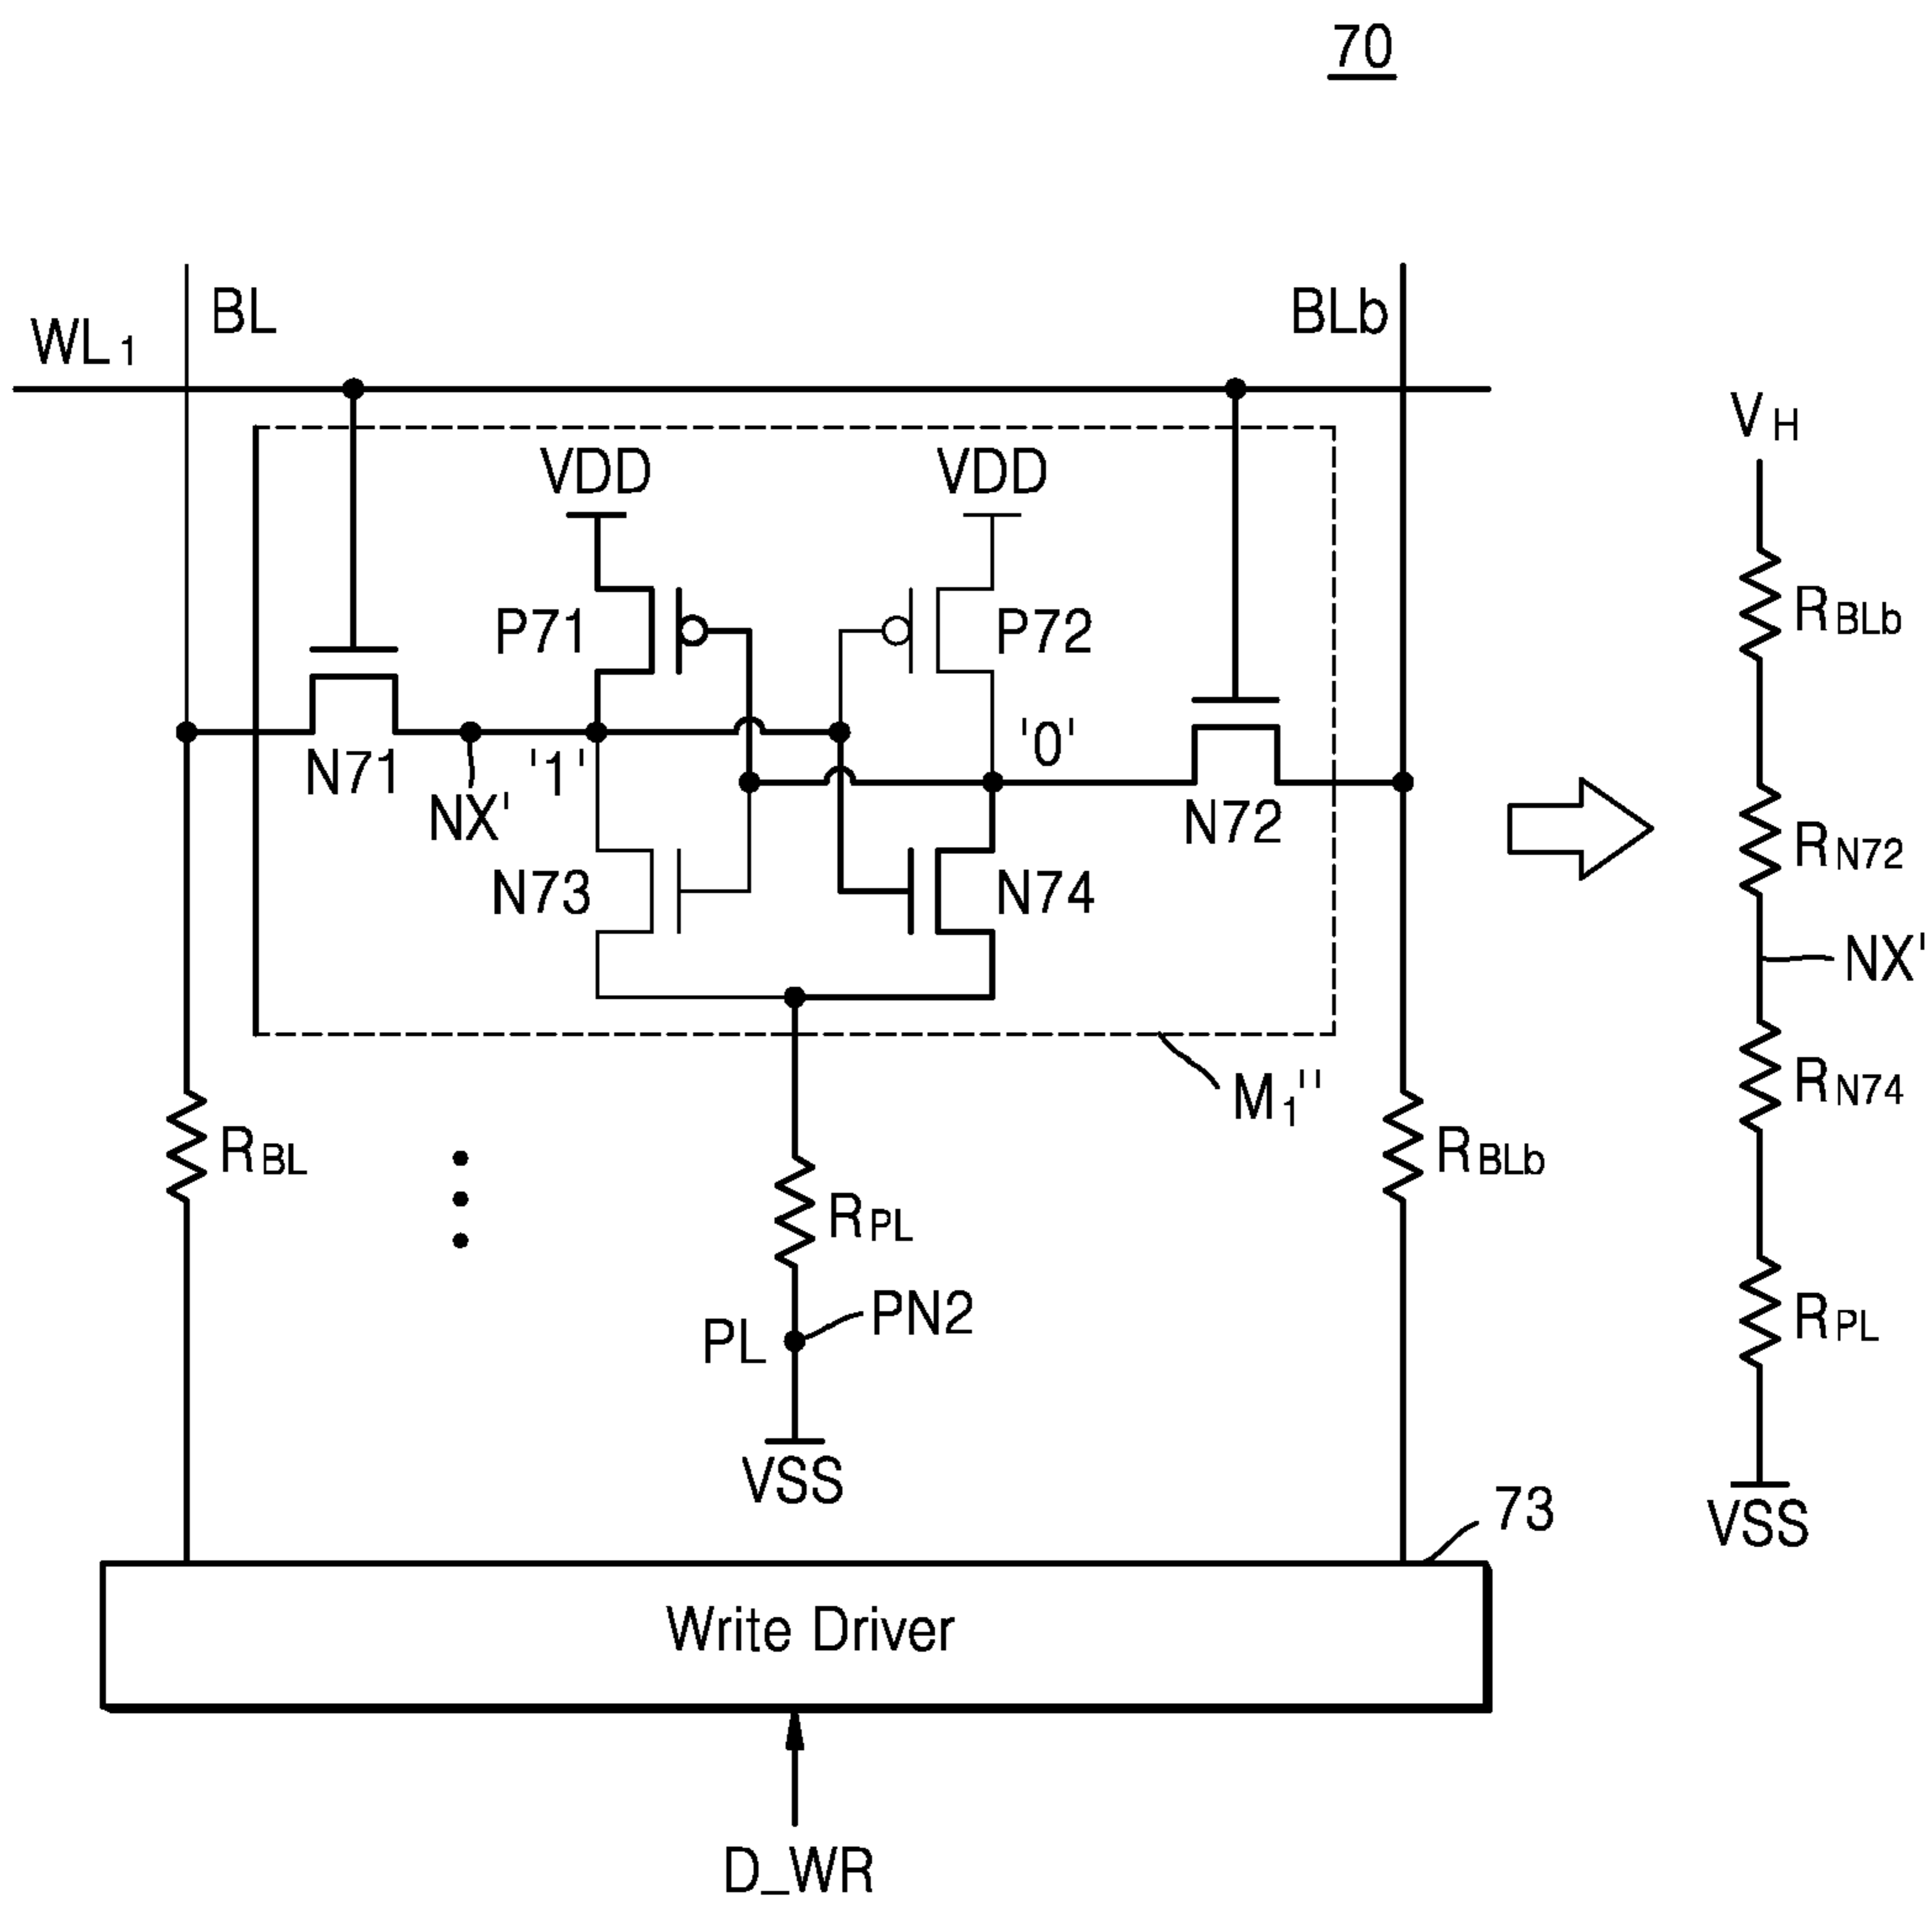 70
BL
BLb
WL1
VH
VDD
VDD
P71
P72
RBLb
'0'
N71
'1'
NX'
N72
RN72
N73
N74
NX'
M1''
RN74
RBL
RBLb
RPL
PN2
PL
RPL
VSS
73
VSS
Write Driver
D_WR